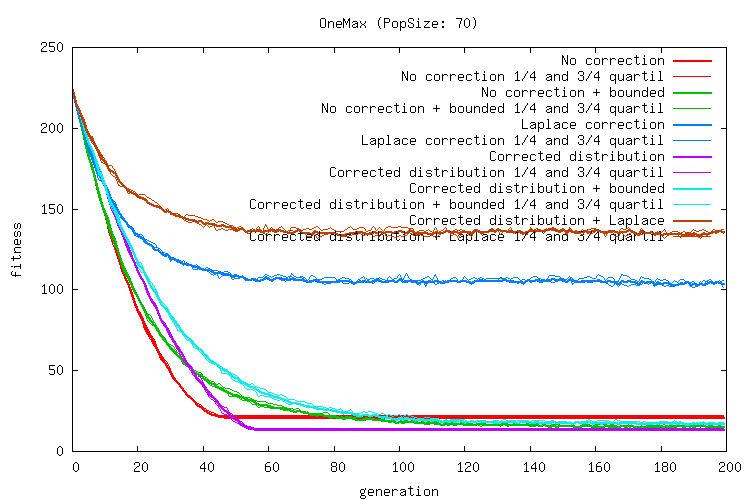 OneMax (PopSize: 70)
250
200
150
100
50
0
fitness
No correction
No correction 1/4 and 3/4 quartil
No correction + bounded
No correction + bounded 1/4 and 3/4 quartil
Laplace correction
Laplace correction 1/4 and 3/4 quartil
Corrected distribution
Corrected distribution 1/4 and 3/4 quartil
Corrected distribution + bounded
Corrected distribution + bounded 1/4 and 3/4 quartil
Corrected distribution + Laplace
Corrected distribution + Laplace 1/4 and 3/4 quartil
0 20 40 60 80 100 120 140 160 180 200
generation